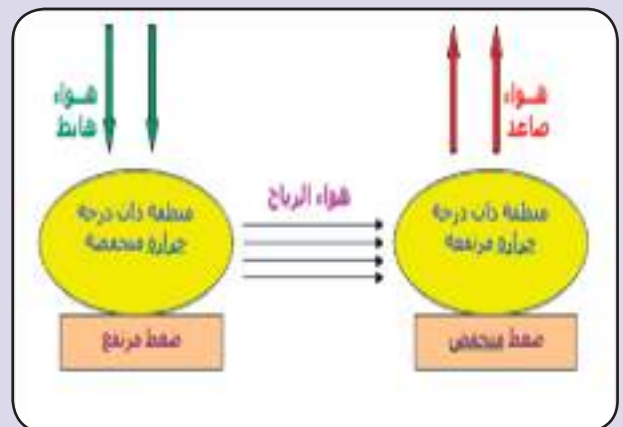 هواء
صاعد
هواء
هابط
هواء الرياح
منطقة ذات درجة
حرارة مرتفعة
منطقة ذات درجة
حرارة منخفضة
ضغط منخفض
ضغط مرتفع